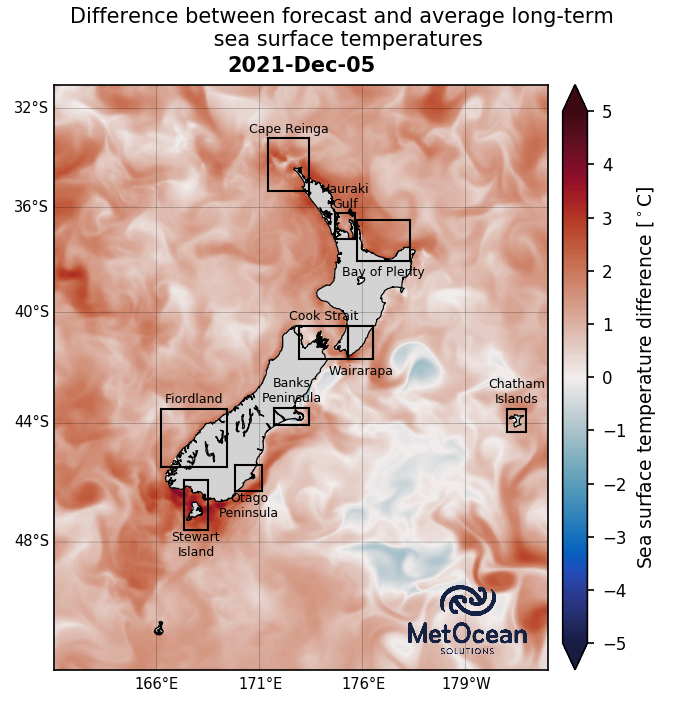 Difference between forecast and average long-term
sea surface temperatures
2021-Dec-05
32°S
36°S
40°S
44°S
48°S
166°E
171°E
176°E
179°W
Cape Reinga
Hauraki
Gulf
Bay of Plenty
Cook Strait
Wairarapa
Banks
Peninsula
Fiordland
Chatham
Islands
Otago
Peninsula
Stewart
Island
MetOcean
SOLUTIONS
5
4
3
2
1
0
−1
−2
−3
−4
−5
Sea surface temperature difference [°C]